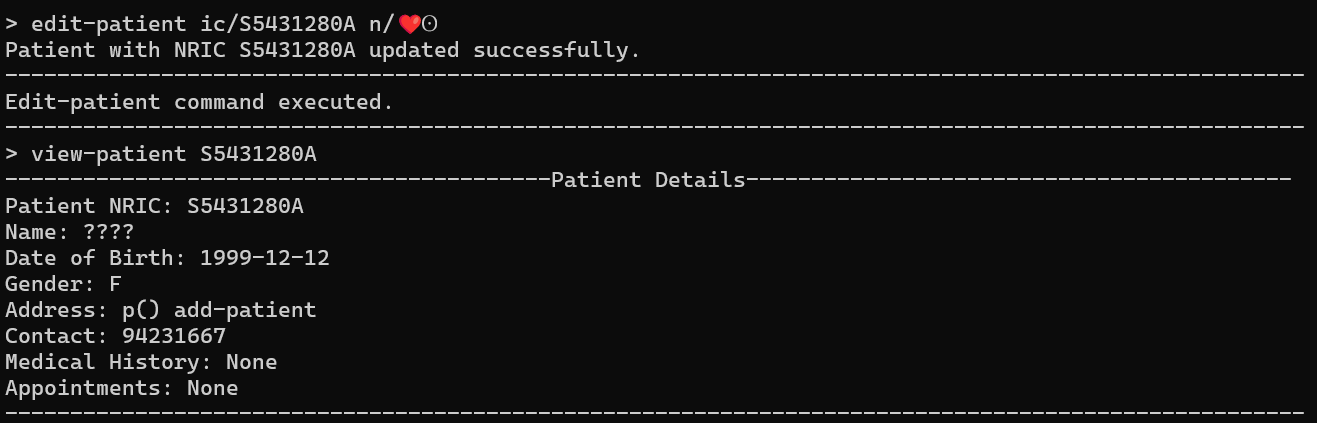 > edit-patient ic/S5431280A n/❤️ʘ
Patient with NRIC S5431280A updated successfully.
----------------------------------------------------------------------------------------------------
Edit-patient command executed.
----------------------------------------------------------------------------------------------------
> view-patient S5431280A
------------------------------------------Patient Details------------------------------------------
Patient NRIC: S5431280A
Name: ????
Date of Birth: 1999-12-12
Gender: F
Address: p() add-patient
Contact: 94231667
Medical History: None
Appointments: None
----------------------------------------------------------------------------------------------------